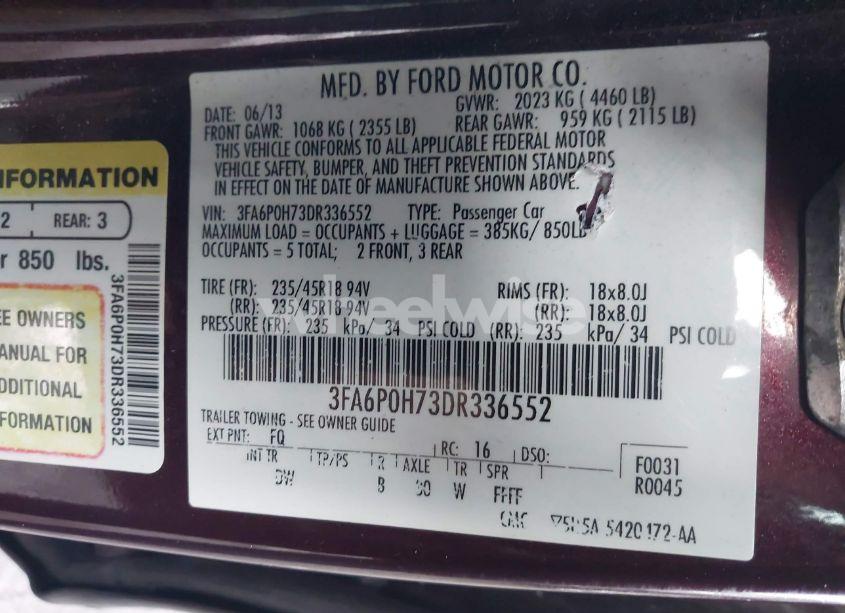 MFD. BY FORD MOTOR CO.
DATE: 06/13 GVWR: 2023 KG ( 4460 LB)
FRONT GAWR: 1068 KG ( 2355 LB) REAR GAWR: 959 KG ( 2115 LB)
THIS VEHICLE CONFORMS TO ALL APPLICABLE FEDERAL MOTOR
VEHICLE SAFETY, BUMPER, AND THEFT PREVENTION STANDARDS
IN EFFECT ON THE DATE OF MANUFACTURE SHOWN ABOVE.
VIN: 3FA6P0H73DR336552 TYPE: Passenger Car
MAXIMUM LOAD = OCCUPANTS + LUGGAGE = 385KG/ 850LB
OCCUPANTS = 5 TOTAL; 2 FRONT, 3 REAR
TIRE (FR): 235/45R18 94V RIMS (FR): 18x8.0J
(RR): 235/45R18 94V (RR): 18x8.0J
PRESSURE (FR): 235 kPa/ 34 PSI COLD (RR): 235 kPa/ 34 PSI COLD
3FA6P0H73DR336552
TRAILER TOWING - SEE OWNER GUIDE
EXT PNT: FQ RC: 16 DSO: F0031
INT TR TP/PS R AXLE TR SPR R0045
DW B W FFFF
5420472-AA
NFORMATION
2 REAR: 3
r 850 lbs.
EE OWNERS
ANUAL FOR
DDITIONAL
FORMATION
3FA6P0H73DR336552
wheelwise